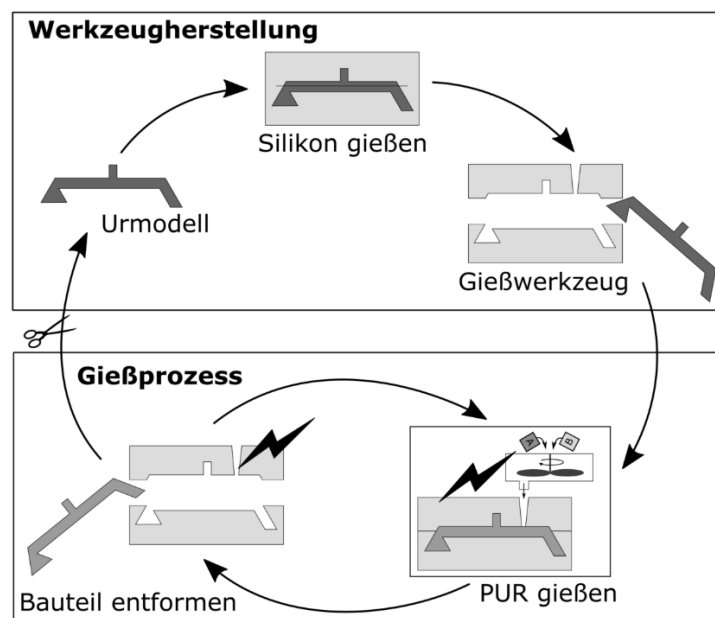 Werkzeugherstellung
Silikon gießen
Urmodell
Gießwerkzeug
Gießprozess
A
B
Bauteil entformen
PUR gießen